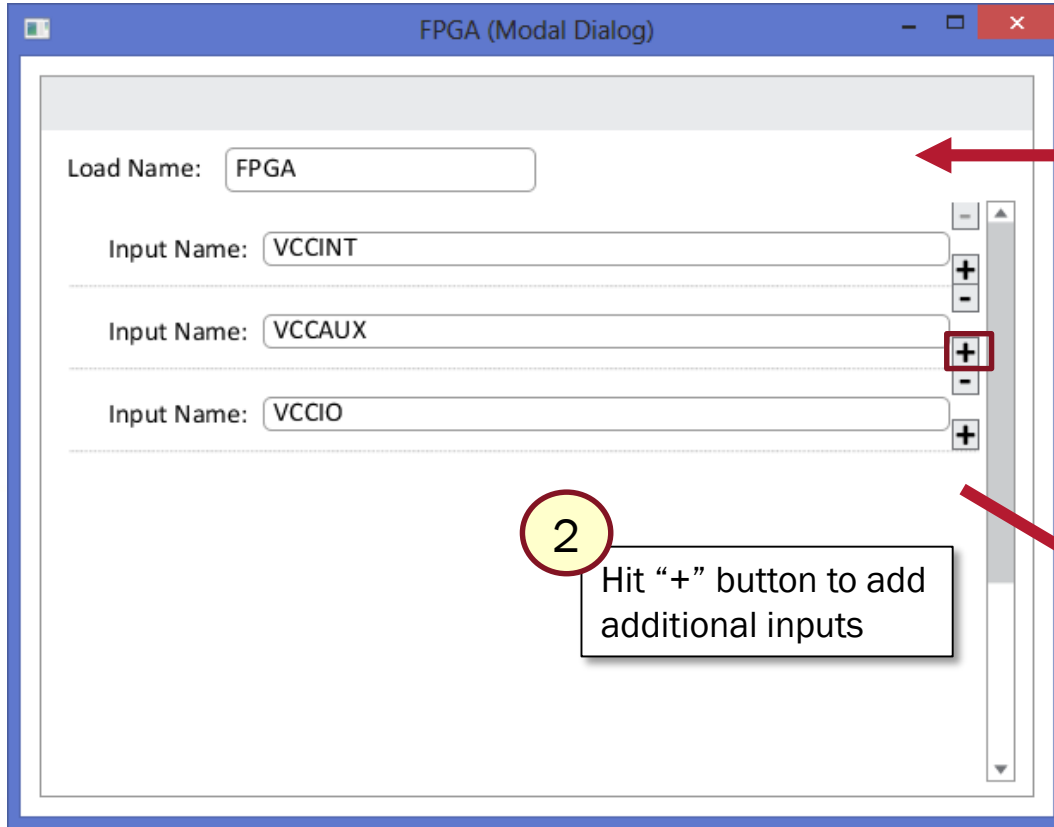 FPGA (Modal Dialog)
Load Name: FPGA
-
Input Name: VCCINT
+
-
Input Name: VCCAUX
+
-
Input Name: VCCIO
+
2
Hit “+” button to add
additional inputs